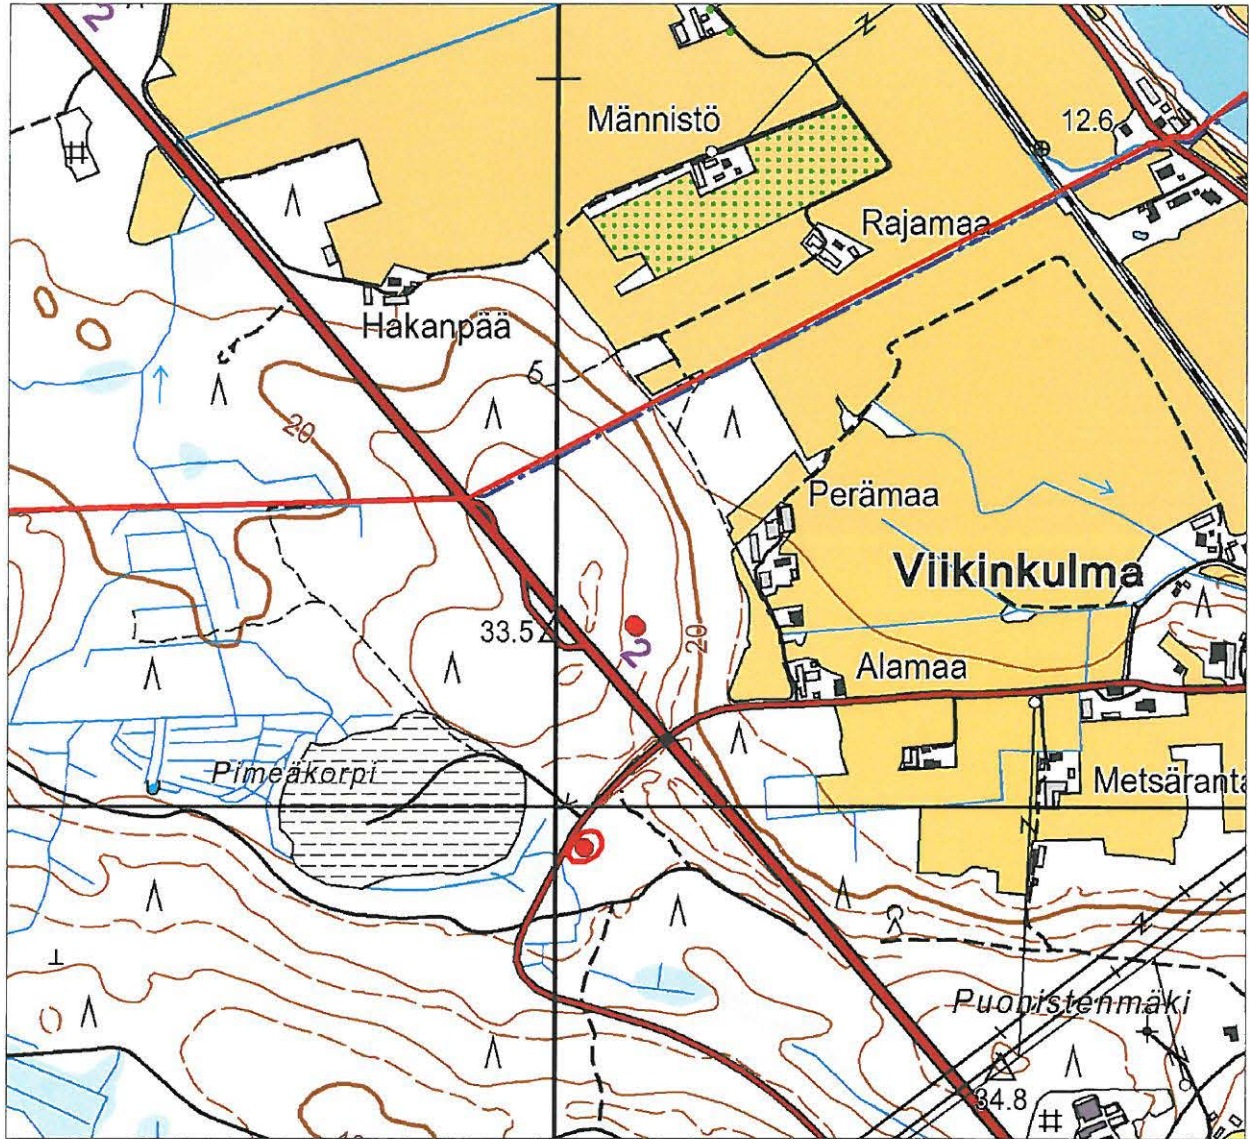 2
Männistö
12.6
Rajamaa
Hakanpää
5
20
Perämaa
Viikinkulma
33.5
2
20
Alamaa
Pimeäkorpi
Metsäranta
Puonistenmäki
34.8